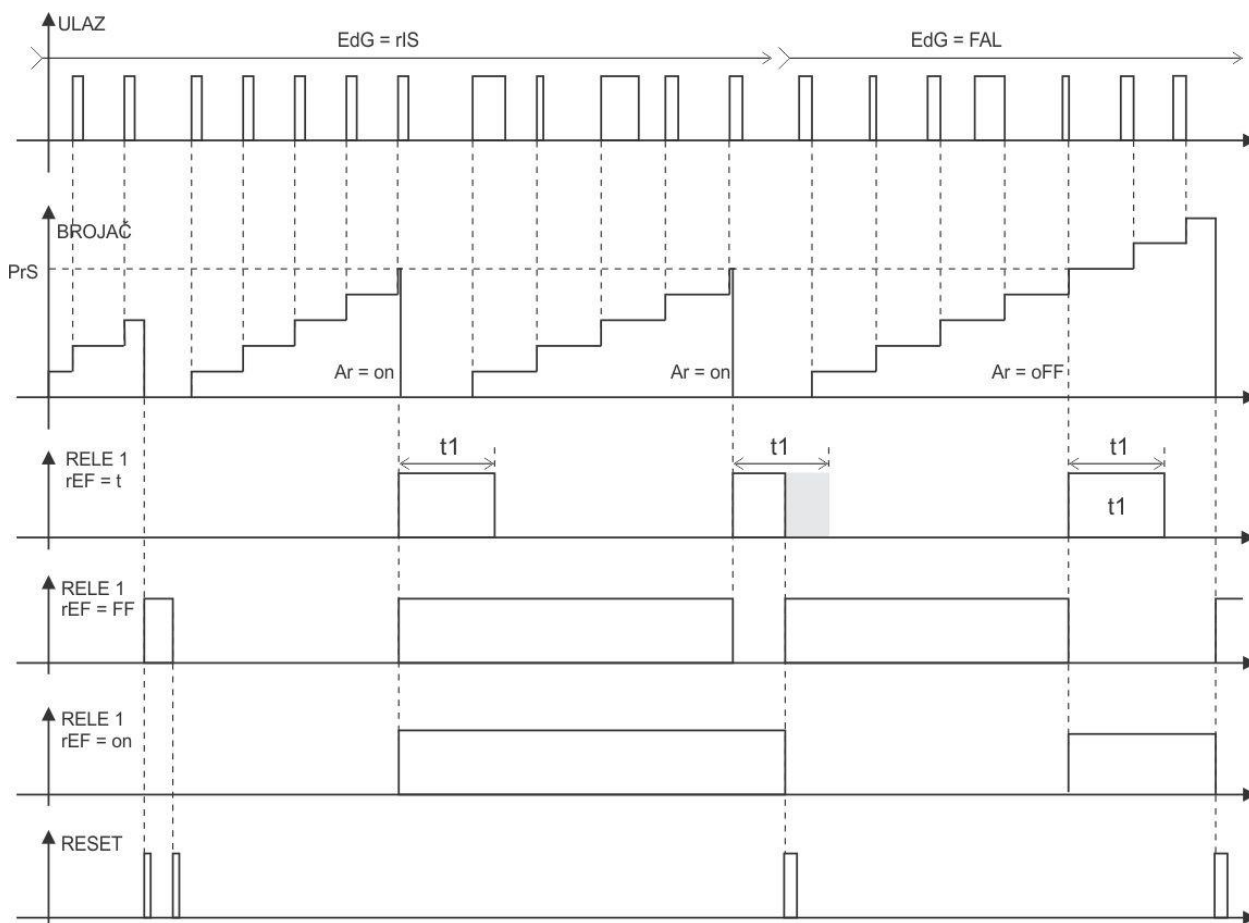 ULAZ
EdG = rIS
EdG = FAL
BROJAČ
PrS
Ar = on
Ar = on
Ar = oFF
RELE 1
rEF = t
t1
t1
t1
t1
RELE 1
rEF = FF
RELE 1
rEF = on
RESET